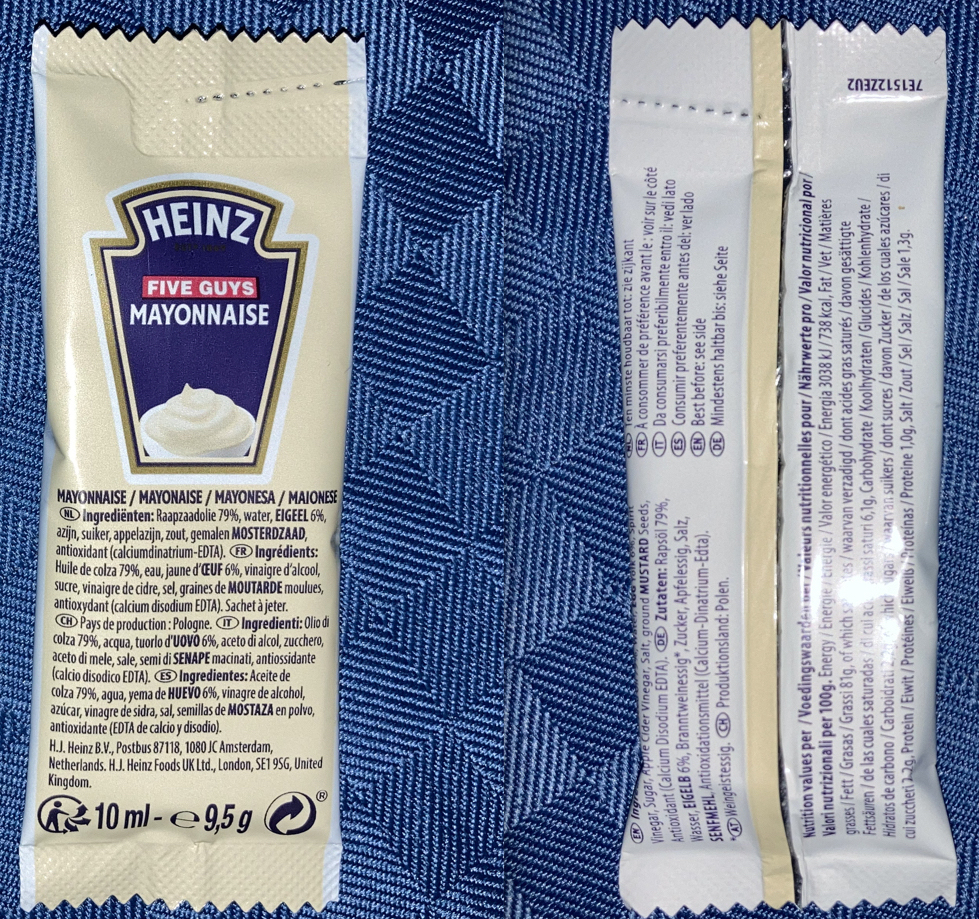 HEINZ
FIVE GUYS
MAYONNAISE
MAYONNAISE / MAYONAISE / MAYONESA / MAIONESE
NL Ingrediënten: Raapzaadolie 79%, water, EIGEEL 6%,
azijn, suiker, appelazijn, zout, gemalen MOSTERDZAAD,
antioxidant (calciumdinatrium-EDTA). FR Ingrédients:
Huile de colza 79%, eau, jaune d'ŒUF 6%, vinaigre d'alcool,
sucre, vinaigre de cidre, sel, graines de MOUTARDE moulues,
antioxydant (calcium disodium EDTA). Sachet à jeter.
CH Pays de production : Pologne. IT Ingredienti: Olio di
colza 79%, acqua, tuorlo d'UOVO 6%, aceto di alcol, zucchero,
aceto di mele, sale, semi di SENAPE macinati, antiossidante
(calcio disodico EDTA). ES Ingredientes: Aceite de
colza 79%, agua, yema de HUEVO 6%, vinagre de alcohol,
azúcar, vinagre de sidra, sal, semillas de MOSTAZA en polvo,
antioxidante (EDTA de calcio y disodio).
H.J. Heinz B.V., Postbus 87118, 1080 JC Amsterdam,
Netherlands. H.J. Heinz Foods UK Ltd., London, SE1 9SG, United
Kingdom.
10 ml - e 9,5 g ®
7E1512ZEU2
Ten minste houdbaar tot: zie zijkant
FR À consommer de préférence avant le : voir sur le côté
IT Da consumarsi preferibilmente entro il: vedi lato
ES Consumir preferentemente antes del: ver lado
EN Best before: see side
DE Mindestens haltbar bis: siehe Seite
EN
Vinegar, Sugar, Apple Cider Vinegar, Salt, ground MUSTARD Seeds,
Antioxidant (Calcium Disodium EDTA). DE Zutaten: Rapsöl 79%,
Wasser, EIGELB 6%, Branntweinessig*, Zucker, Apfelessig, Salz,
SENFMEHL, Antioxidationsmittel (Calcium-Dinatrium-Edta).
*AT Weingeistessig. CH Produktionsland: Polen.
Nutrition values per / Voedingswaarden per / Valeurs nutritionnelles pour / Nährwerte pro / Valor nutricional por /
Valori nutrizionali per 100g. Energy / Energie / Énergie / Valor energético / Energia 3038 kJ / 738 kcal, Fat / Vet / Matières
grasses / Fett / Grasas / Grassi 81g, of which / waarvan verzadigd / dont acides gras saturés / davon gesättigte
Fettsäuren / de las cuales saturadas / di cui saturi 6,1g, Carbohydrate / Koolhydraten / Glucides / Kohlenhydrate /
Hidratos de carbono / Carboidrati waarvan suikers / dont sucres / davon Zucker / de los cuales azúcares / di
cui zuccheri Protein / Eiwit / Protéines / Eiweiß / Proteínas / Proteine 1,0g, Salt / Zout / Sel / Salz / Sal / Sale 1,3g.